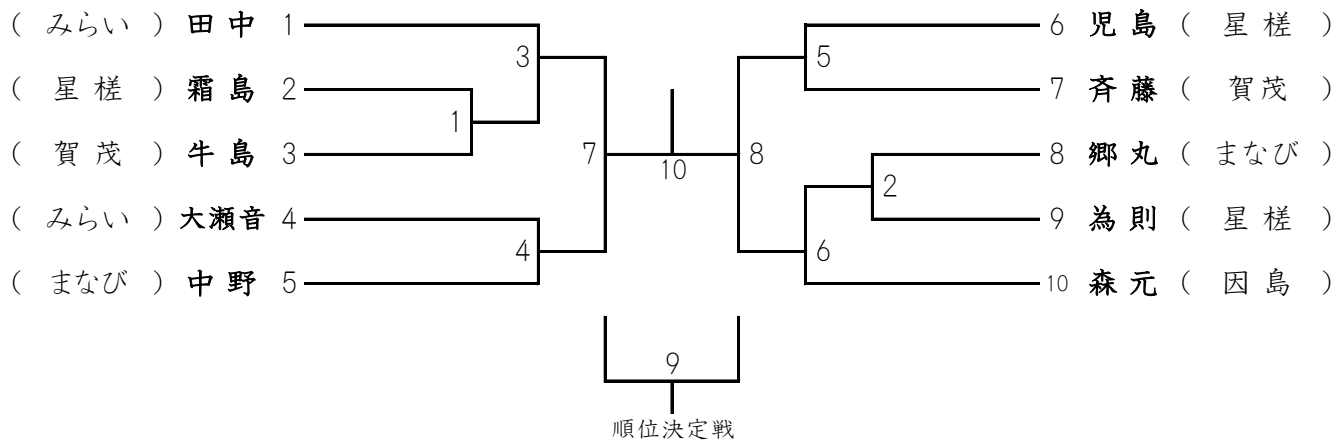 ( みらい ) 田中 1
( 星槎 ) 霜島 2
( 賀茂 ) 牛島 3
( みらい ) 大瀬音 4
( まなび ) 中野 5
3
1
4
7
10
8
5
2
6
6 児島 ( 星槎 )
7 斉藤 ( 賀茂 )
8 郷丸 ( まなび )
9 為則 ( 星槎 )
10 森元 ( 因島 )
9
順位決定戦